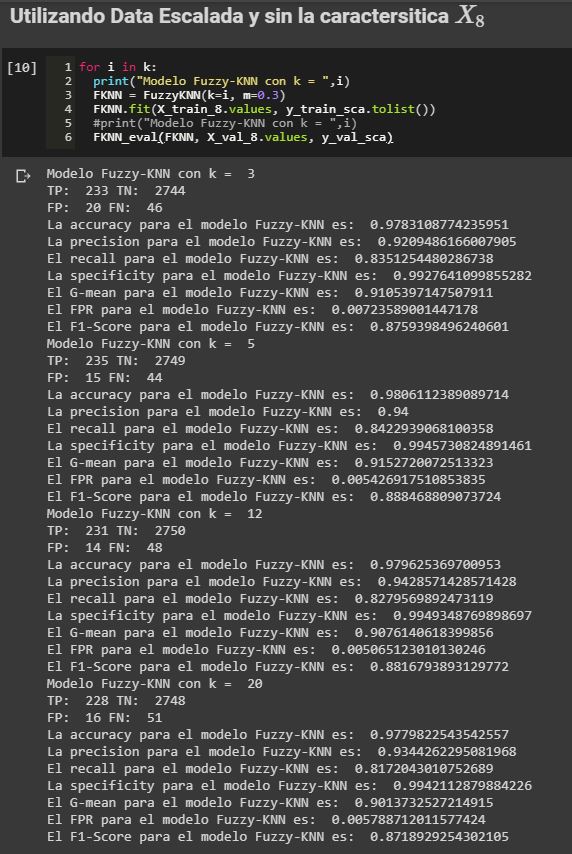 Utilizando Data Escalada y sin la caractersitica X₈
[10] 1 for i in k:
2 print("Modelo Fuzzy-KNN con k = ",i)
3 FKNN = FuzzyKNN(k=i, m=0.3)
4 FKNN.fit(X_train_8.values, y_train_sca.tolist())
5 #print("Modelo Fuzzy-KNN con k = ",i)
6 FKNN_eval(FKNN, X_val_8.values, y_val_sca)
Modelo Fuzzy-KNN con k =  3
TP:  233 TN:  2744
FP:  20 FN:  46
La accuracy para el modelo Fuzzy-KNN es:  0.9783108774235951
La precision para el modelo Fuzzy-KNN es:  0.9209486166007905
El recall para el modelo Fuzzy-KNN es:  0.8351254480286738
La specificity para el modelo Fuzzy-KNN es:  0.9927641099855282
El G-mean para el modelo Fuzzy-KNN es:  0.9105397147507911
El FPR para el modelo Fuzzy-KNN es:  0.00723589001447178
El F1-Score para el modelo Fuzzy-KNN es:  0.8759398496240601
Modelo Fuzzy-KNN con k =  5
TP:  235 TN:  2749
FP:  15 FN:  44
La accuracy para el modelo Fuzzy-KNN es:  0.9806112389089714
La precision para el modelo Fuzzy-KNN es:  0.94
El recall para el modelo Fuzzy-KNN es:  0.8422939068100358
La specificity para el modelo Fuzzy-KNN es:  0.9945730824891461
El G-mean para el modelo Fuzzy-KNN es:  0.9152720072513323
El FPR para el modelo Fuzzy-KNN es:  0.005426917510853835
El F1-Score para el modelo Fuzzy-KNN es:  0.888468809073724
Modelo Fuzzy-KNN con k =  12
TP:  231 TN:  2750
FP:  14 FN:  48
La accuracy para el modelo Fuzzy-KNN es:  0.979625369700953
La precision para el modelo Fuzzy-KNN es:  0.9428571428571428
El recall para el modelo Fuzzy-KNN es:  0.8279569892473119
La specificity para el modelo Fuzzy-KNN es:  0.9949348769898697
El G-mean para el modelo Fuzzy-KNN es:  0.9076140618399856
El FPR para el modelo Fuzzy-KNN es:  0.005065123010130246
El F1-Score para el modelo Fuzzy-KNN es:  0.8816793893129772
Modelo Fuzzy-KNN con k =  20
TP:  228 TN:  2748
FP:  16 FN:  51
La accuracy para el modelo Fuzzy-KNN es:  0.9779822543542557
La precision para el modelo Fuzzy-KNN es:  0.9344262295081968
El recall para el modelo Fuzzy-KNN es:  0.8172043010752689
La specificity para el modelo Fuzzy-KNN es:  0.9942112879884226
El G-mean para el modelo Fuzzy-KNN es:  0.9013732527214915
El FPR para el modelo Fuzzy-KNN es:  0.005788712011577424
El F1-Score para el modelo Fuzzy-KNN es:  0.8718929254302105